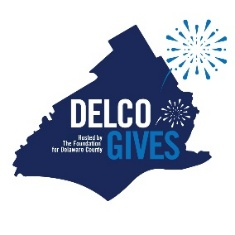 DELCO
Hosted by
The Foundation
for Delaware County
GIVES